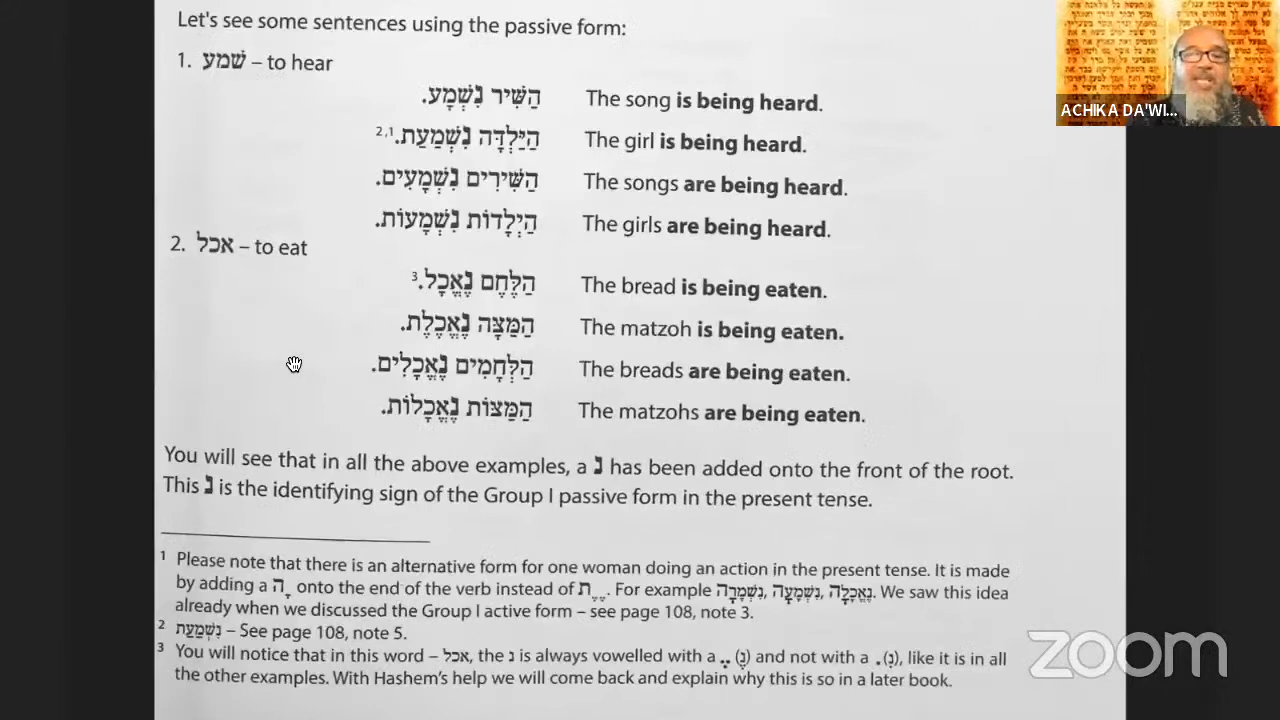 Let's see some sentences using the passive form:
ACHIKA DA'WI...
1. שׁמע – to hear
הַשִּׁיר נִשְׁמָע. The song is being heard.
הַיַּלְדָּה נִשְׁמַעַת.2,1 The girl is being heard.
הַשִּׁירִים נִשְׁמָעִים. The songs are being heard.
הַיְלָדוֹת נִשְׁמָעוֹת. The girls are being heard.
2. אכל – to eat
הַלֶּחֶם נֶאֱכָל.3 The bread is being eaten.
הַמַּצָּה נֶאֱכֶלֶת. The matzoh is being eaten.
הַלְּחָמִים נֶאֱכָלִים. The breads are being eaten.
הַמַּצוֹת נֶאֱכָלוֹת. The matzohs are being eaten.
You will see that in all the above examples, a נ has been added onto the front of the root.
This נ is the identifying sign of the Group I passive form in the present tense.
1 Please note that there is an alternative form for one woman doing an action in the present tense. It is made
by adding a ָה onto the end of the verb instead of ֶֶת. For example נֶאֱכָלָה, נִשְׁמָעָה, נִשְׁמָרָה. We saw this idea
already when we discussed the Group I active form – see page 108, note 3.
2 נִשְׁמַעַת – See page 108, note 5.
3 You will notice that in this word – אכל, the נ is always vowelled with a ֶ (נֶ) and not with a ִ (נִ), like it is in all
the other examples. With Hashem's help we will come back and explain why this is so in a later book.
zoom